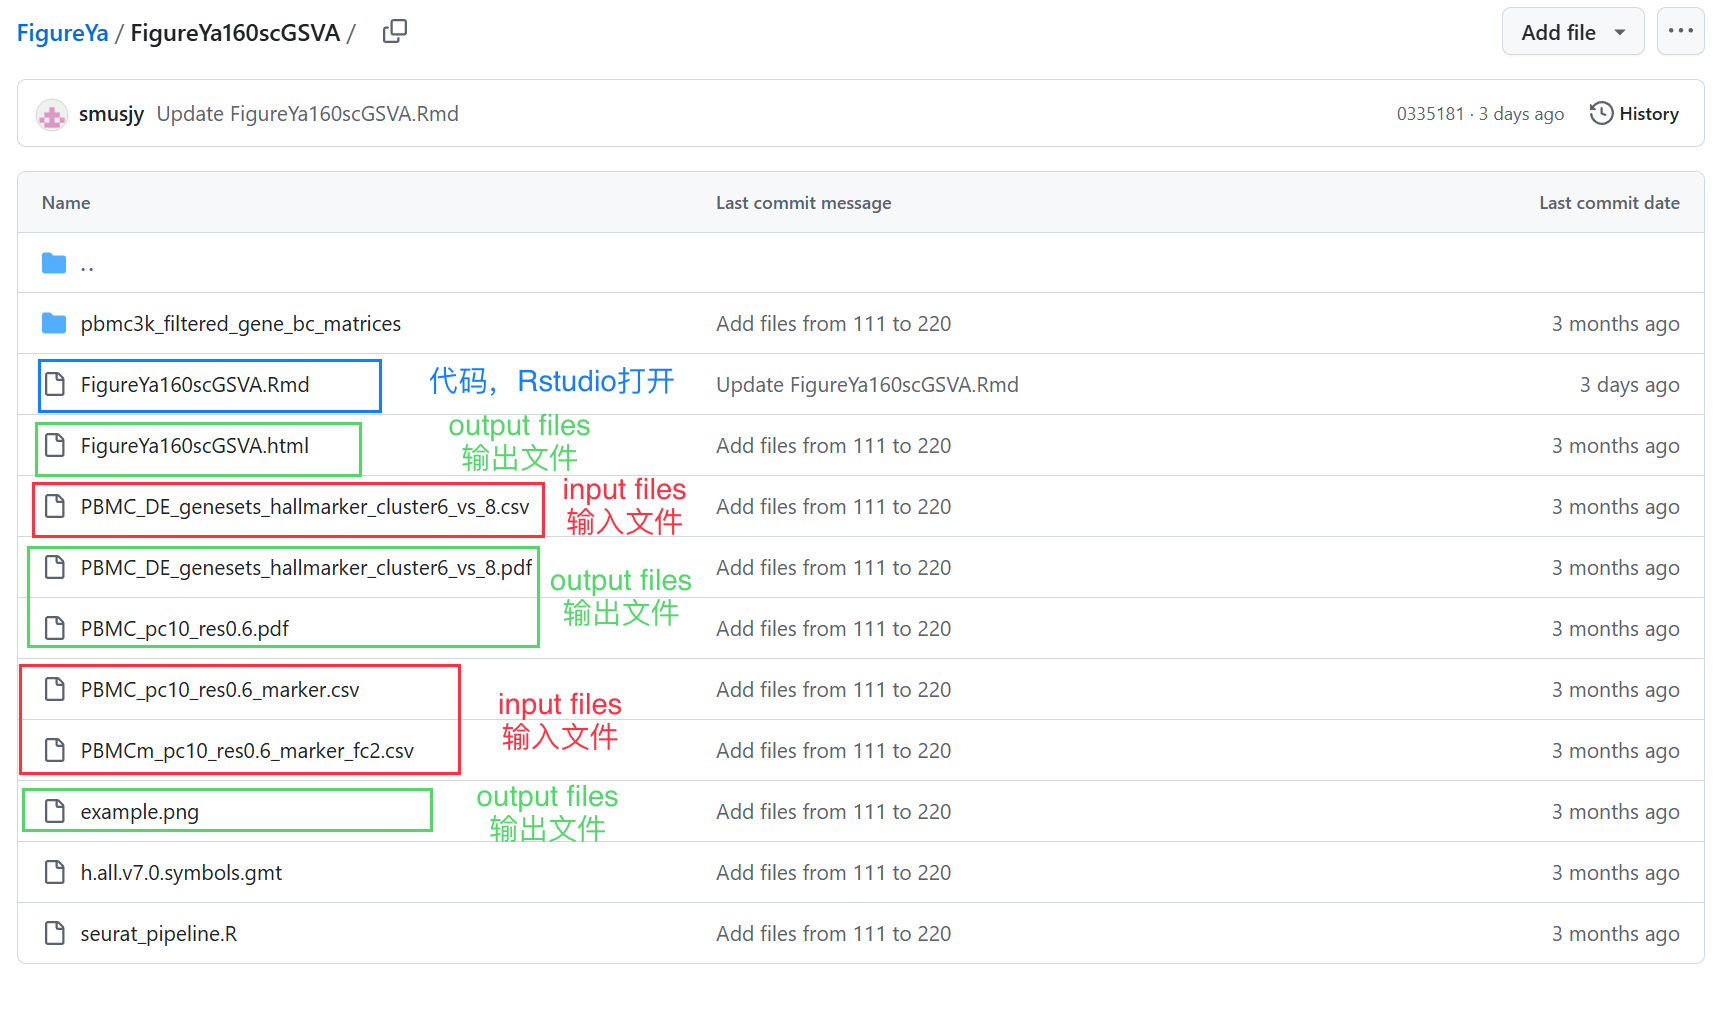 FigureYa / FigureYa160scGSVA /
Add file
smusjy Update FigureYa160scGSVA.Rmd
0335181 · 3 days ago
History
Name Last commit message Last commit date
..
pbmc3k_filtered_gene_bc_matrices Add files from 111 to 220 3 months ago
FigureYa160scGSVA.Rmd 代码，Rstudio打开 Update FigureYa160scGSVA.Rmd 3 days ago
output files
FigureYa160scGSVA.html Add files from 111 to 220 3 months ago
输出文件
input files
PBMC_DE_genesets_hallmarker_cluster6_vs_8.csv Add files from 111 to 220 3 months ago
输入文件
PBMC_DE_genesets_hallmarker_cluster6_vs_8.pdf Add files from 111 to 220 3 months ago
output files
输出文件
PBMC_pc10_res0.6.pdf Add files from 111 to 220 3 months ago
PBMC_pc10_res0.6_marker.csv Add files from 111 to 220 3 months ago
input files
输入文件
PBMCm_pc10_res0.6_marker_fc2.csv Add files from 111 to 220 3 months ago
output files
example.png Add files from 111 to 220 3 months ago
输出文件
h.all.v7.0.symbols.gmt Add files from 111 to 220 3 months ago
seurat_pipeline.R Add files from 111 to 220 3 months ago